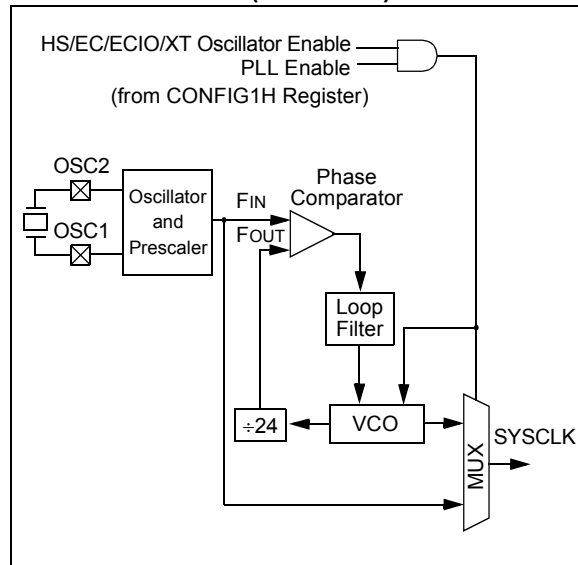 HS/EC/ECIO/XT Oscillator Enable
PLL Enable
(from CONFIG1H Register)
OSC2
OSC1
Oscillator
and
Prescaler
FIN
FOUT
Phase
Comparator
Loop
Filter
÷24
VCO
MUX
SYSCLK